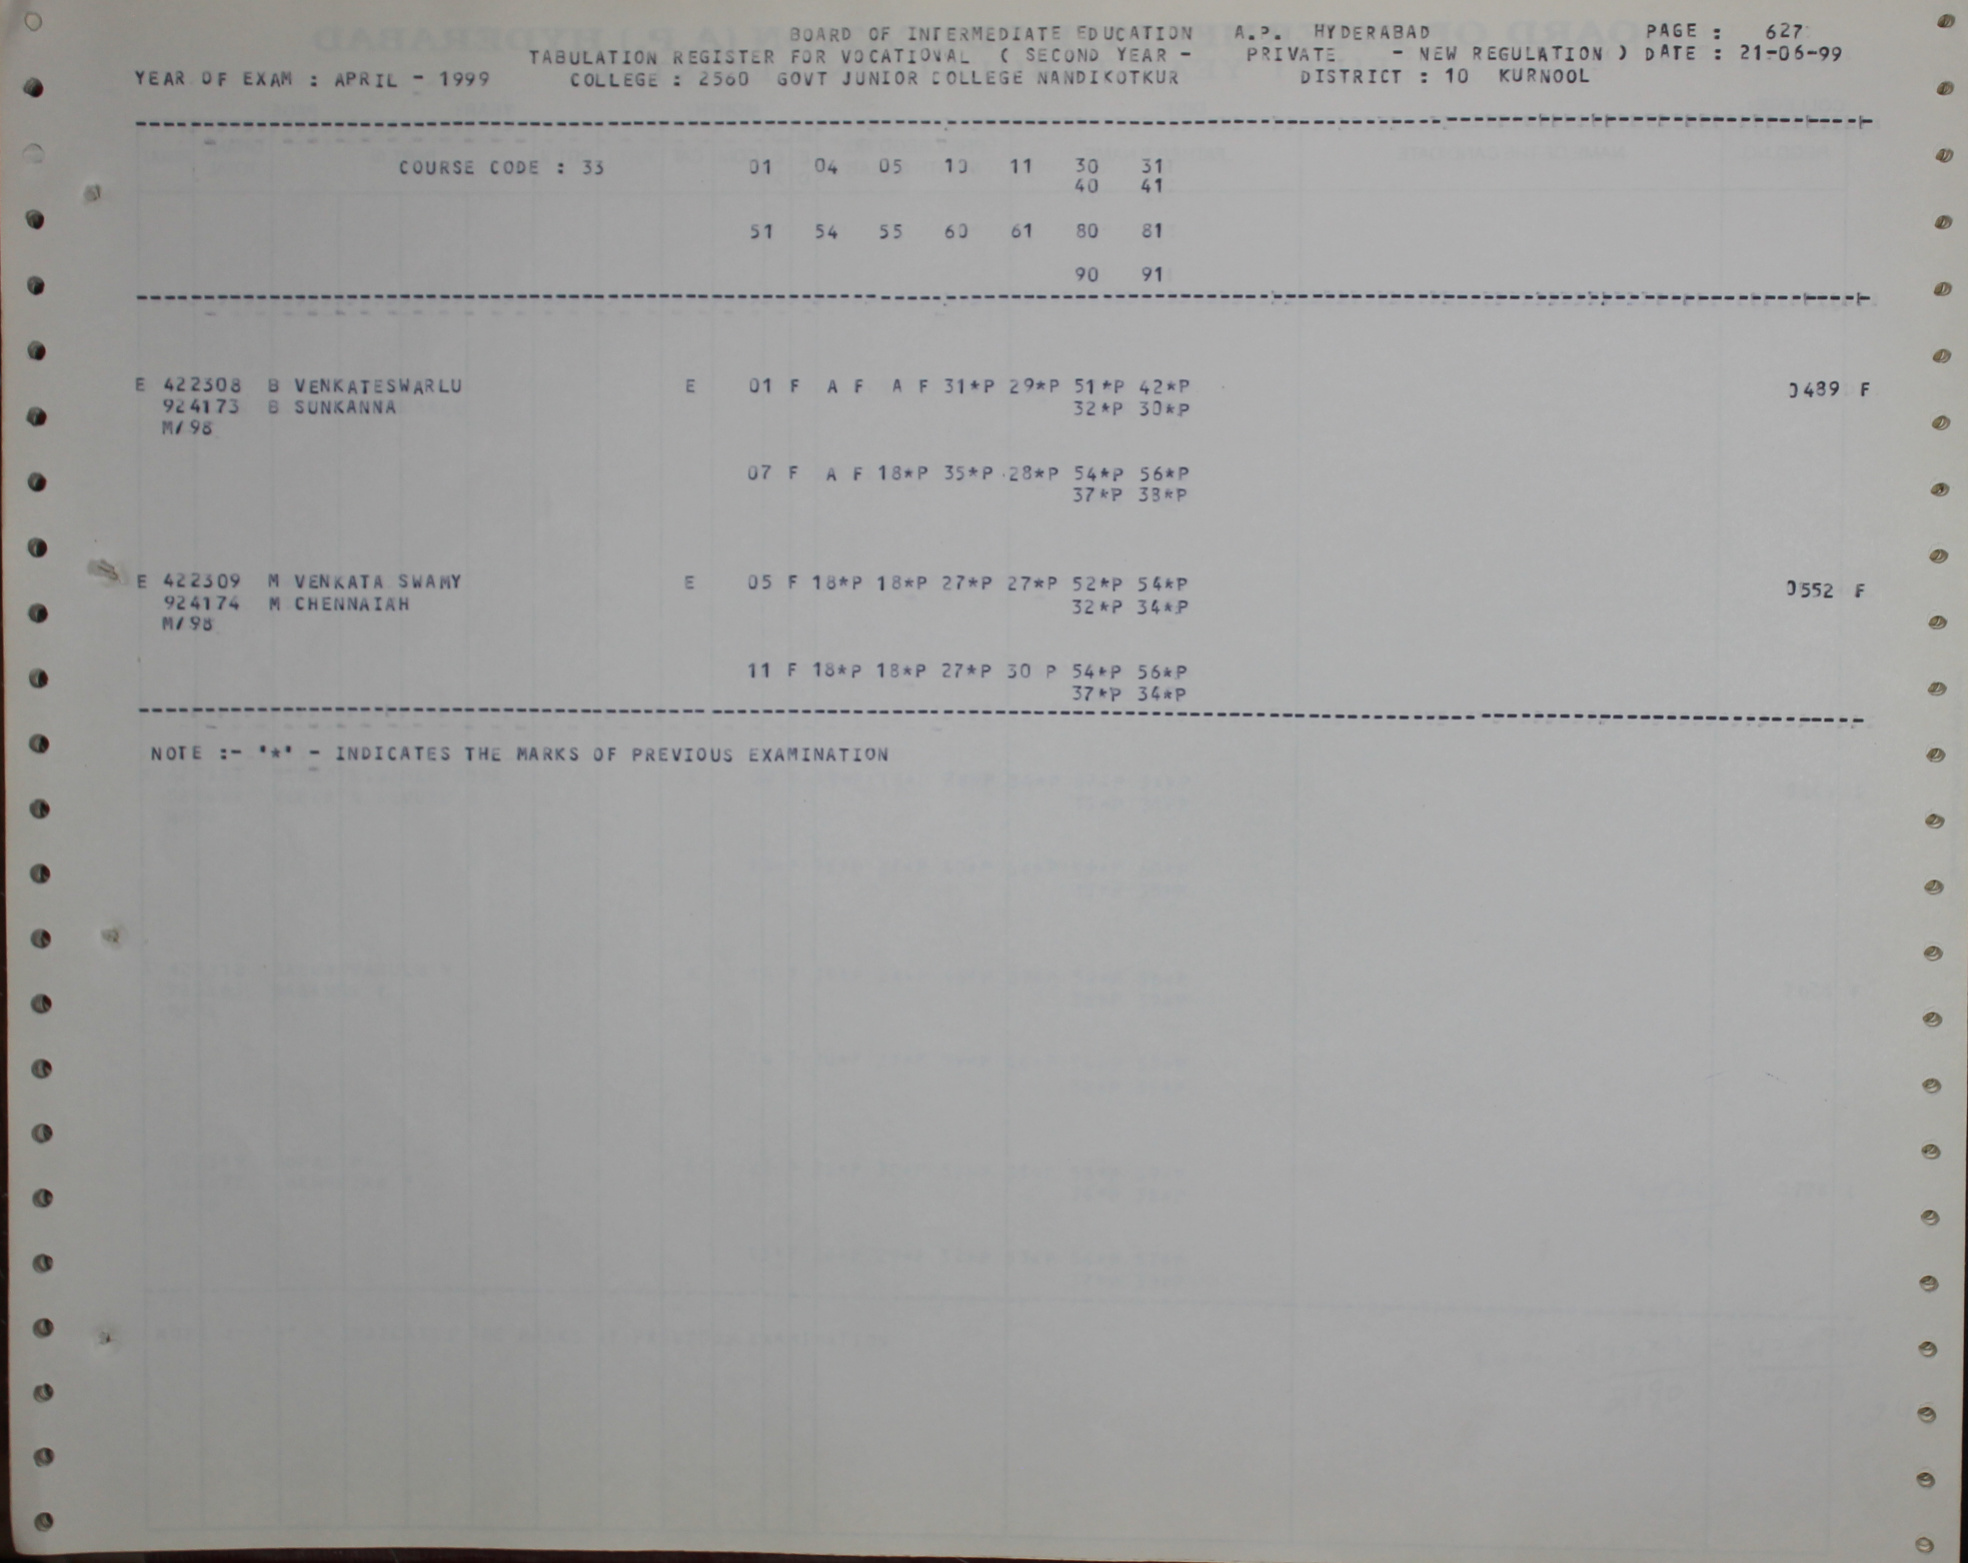 BOARD OF INTERMEDIATE EDUCATION A.P. HYDERABAD PAGE : 627
TABULATION REGISTER FOR VOCATIONAL ( SECOND YEAR - PRIVATE - NEW REGULATION ) DATE : 21-06-99
YEAR OF EXAM : APRIL - 1999 COLLEGE : 2560 GOVT JUNIOR COLLEGE NANDIKOTKUR DISTRICT : 10 KURNOOL
COURSE CODE : 33 01 04 05 10 11 30 31
40 41
51 54 55 60 61 80 81
90 91
E 422308 B VENKATESWARLU E 01 F A F A F 31*P 29*P 51*P 42*P 0489 F
924173 B SUNKANNA 32*P 30*P
M/98
07 F A F 18*P 35*P 28*P 54*P 56*P
37*P 38*P
E 422309 M VENKATA SWAMY E 05 F 18*P 18*P 27*P 27*P 52*P 54*P 0552 F
924174 M CHENNAIAH 32*P 34*P
M/98
11 F 18*P 18*P 27*P 30 P 54*P 56*P
37*P 34*P
NOTE :- '*' - INDICATES THE MARKS OF PREVIOUS EXAMINATION